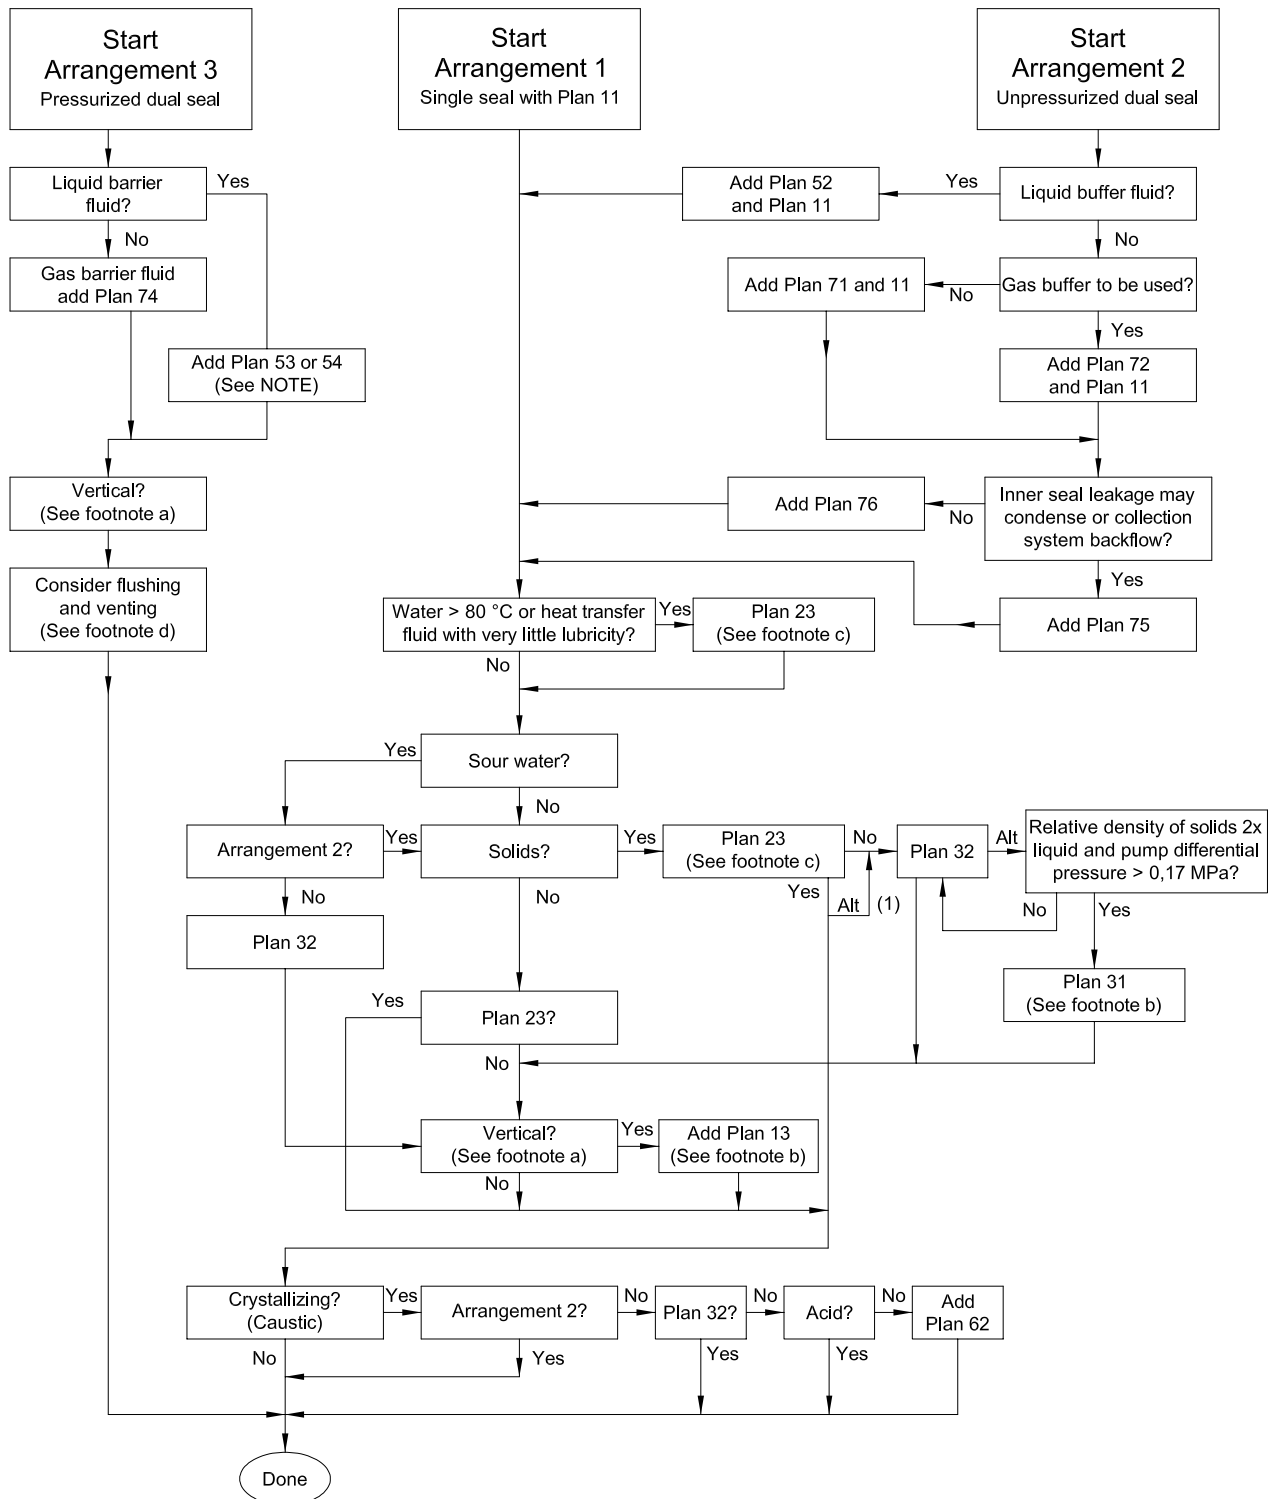 Start
Arrangement 3
Pressurized dual seal
Start
Arrangement 1
Single seal with Plan 11
Start
Arrangement 2
Unpressurized dual seal
Liquid barrier
fluid?
Yes
No
Gas barrier fluid
add Plan 74
Add Plan 53 or 54
(See NOTE)
Vertical?
(See footnote a)
Consider flushing
and venting
(See footnote d)
Add Plan 52
and Plan 11
Yes
Liquid buffer fluid?
No
Add Plan 71 and 11
No
Gas buffer to be used?
Yes
Add Plan 72
and Plan 11
Add Plan 76
No
Inner seal leakage may
condense or collection
system backflow?
Yes
Add Plan 75
Water > 80 °C or heat transfer
fluid with very little lubricity?
Yes
Plan 23
(See footnote c)
No
Yes
Sour water?
No
Arrangement 2?
Yes
Solids?
Yes
Plan 23
(See footnote c)
No
Plan 32
Alt
Relative density of solids 2x
liquid and pump differential
pressure > 0,17 MPa?
No
No
Yes
Alt
(1)
No
Yes
Plan 32
Plan 31
(See footnote b)
Yes
Plan 23?
No
Vertical?
(See footnote a)
Yes
Add Plan 13
(See footnote b)
No
Crystallizing?
(Caustic)
Yes
Arrangement 2?
No
Plan 32?
No
Acid?
No
Add
Plan 62
No
Yes
Yes
Yes
Done